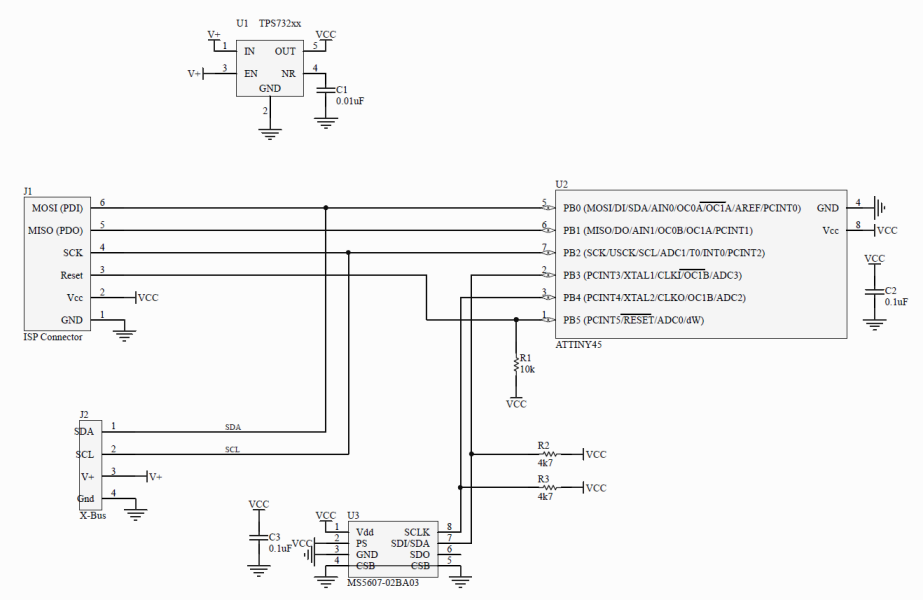 U1 TPS732xx
V+ 1 IN OUT 5 VCC
V+ 3 EN NR 4
GND
2
C1
0.01uF
J1
MOSI (PDI) 6
MISO (PDO) 5
SCK 4
Reset 3
Vcc 2 VCC
GND 1
ISP Connector
U2
5 PB0 (MOSI/DI/SDA/AIN0/OC0A/OC1A/AREF/PCINT0) GND 4
6 PB1 (MISO/DO/AIN1/OC0B/OC1A/PCINT1) Vcc 8 VCC
7 PB2 (SCK/USCK/SCL/ADC1/T0/INT0/PCINT2)
2 PB3 (PCINT3/XTAL1/CLKI/OC1B/ADC3)
3 PB4 (PCINT4/XTAL2/CLKO/OC1B/ADC2)
1 PB5 (PCINT5/RESET/ADC0/dW)
ATTINY45
VCC
C2
0.1uF
R1
10k
VCC
J2
SDA 1 SDA
SCL 2 SCL
V+ 3 V+
Gnd 4
X-Bus
R2
4k7 VCC
R3
4k7 VCC
VCC
C3
0.1uF
U3
VCC 1 Vdd SCLK 8
VCC 2 PS SDI/SDA 7
3 GND SDO 6
4 CSB CSB 5
MS5607-02BA03